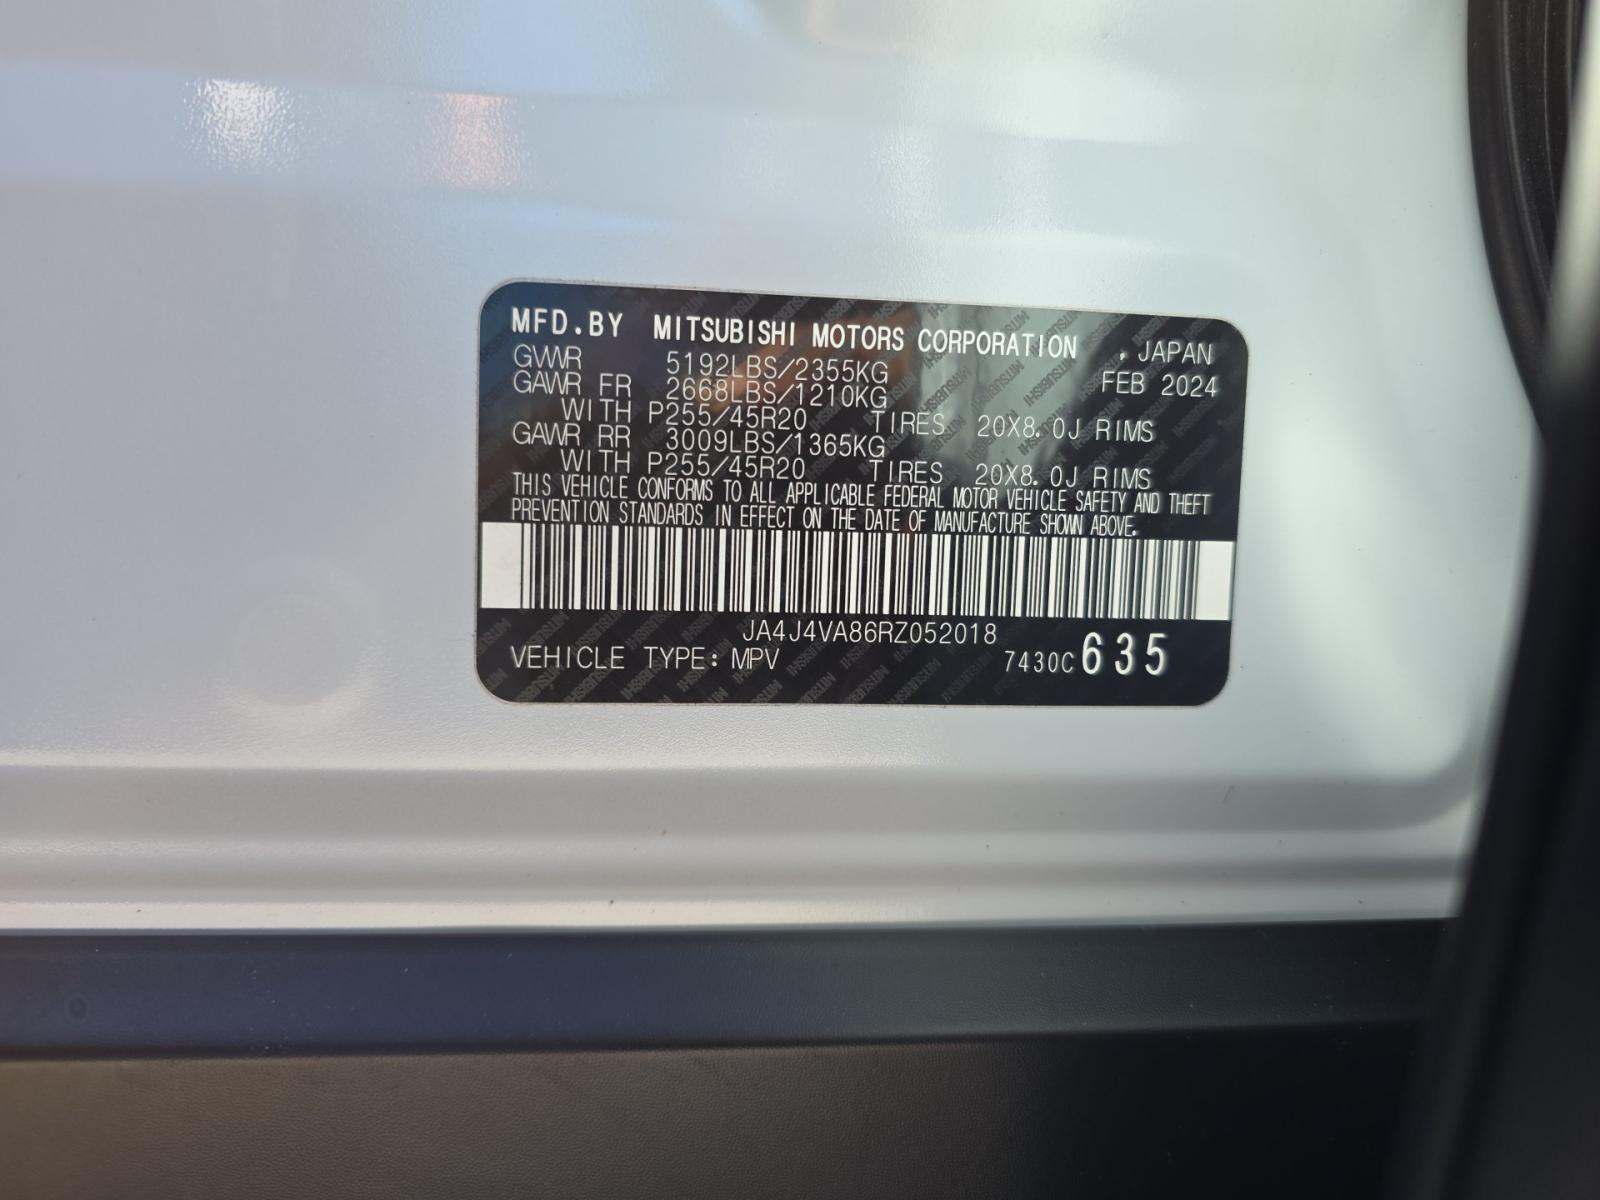 MFD.BY MITSUBISHI MOTORS CORPORATION , JAPAN
GVWR 5192LBS/2355KG FEB 2024
GAWR FR 2668LBS/1210KG
WITH P255/45R20 TIRES 20X8.0J RIMS
GAWR RR 3009LBS/1365KG
WITH P255/45R20 TIRES 20X8.0J RIMS
THIS VEHICLE CONFORMS TO ALL APPLICABLE FEDERAL MOTOR VEHICLE SAFETY AND THEFT
PREVENTION STANDARDS IN EFFECT ON THE DATE OF MANUFACTURE SHOWN ABOVE.
JA4J4VA86RZ052018
VEHICLE TYPE: MPV 7430C 635